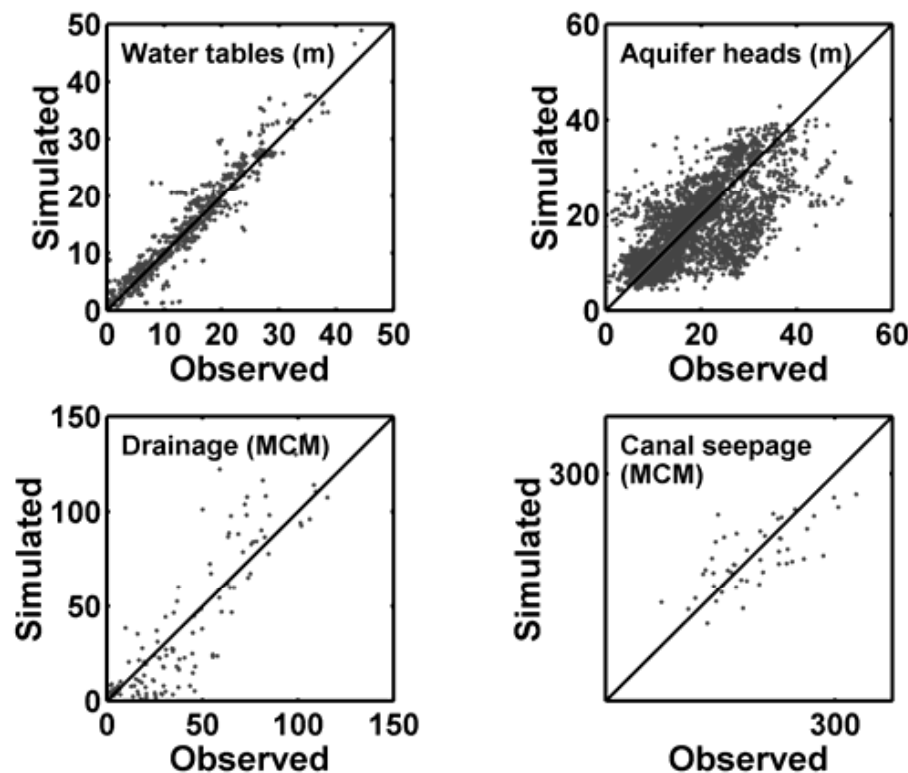 50
40
30
20
10
0
Simulated
Water tables (m)
0 10 20 30 40 50
Observed
60
40
20
0
Simulated
Aquifer heads (m)
0 20 40 60
Observed
150
100
50
0
Simulated
Drainage (MCM)
0 50 100 150
Observed
300
Simulated
Canal seepage
(MCM)
300
Observed